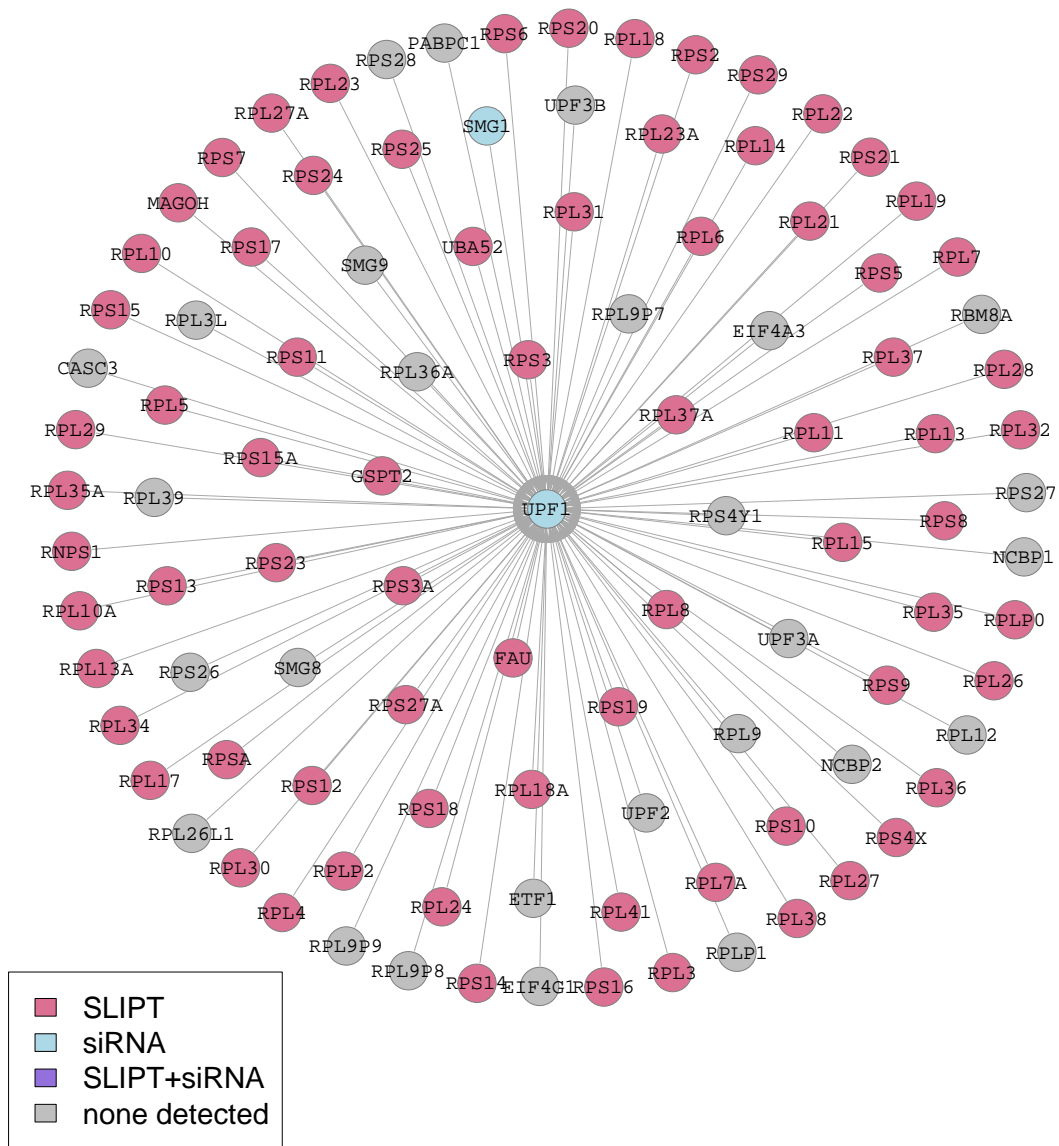 RPS20
RPS6
RPL18
PABPC1
RPS2
RPS28
RPS29
RPL23
RPL27A
UPF3B
RPL22
SMG1
RPL23A
RPL14
RPS25
RPS21
RPS7
RPS24
RPL19
MAGOH
RPL31
RPL21
RPL6
UBA52
RPS17
RPL10
RPL7
SMG9
RPS5
RPS15
RPL9P7
RBM8A
RPL3L
EIF4A3
RPS11
RPL37
RPS3
CASC3
RPL36A
RPL28
RPL5
RPL37A
RPL29
RPL11
RPL13
RPL32
RPS15A
GSPT2
RPL35A
RPL39
RPS27
UPF1
RPS4Y1
RPS8
RPL15
RNPS1
NCBP1
RPS23
RPS13
RPS3A
RPL10A
RPL8
RPL35
RPLP0
UPF3A
FAU
RPL13A
RPS26
SMG8
RPL26
RPS9
RPS27A
RPS19
RPL34
RPL9
RPL12
RPSA
NCBP2
RPL17
RPS12
RPL18A
RPL36
RPS18
UPF2
RPS10
RPL26L1
RPS4X
RPL30
RPLP2
RPL7A
RPL27
ETF1
RPL24
RPL41
RPL4
RPL38
RPL9P9
RPLP1
RPL9P8
RPL3
RPS14
EIF4G1
RPS16
SLIPT
siRNA
SLIPT+siRNA
none detected